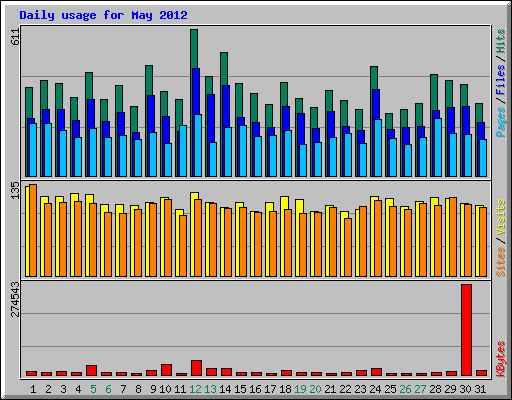 Daily usage for May 2012
611
Pages / Files / Hits
135
Sites / Visits
274543
KBytes
1 2 3 4 5 6 7 8 9 10 11 12 13 14 15 16 17 18 19 20 21 22 23 24 25 26 27 28 29 30 31